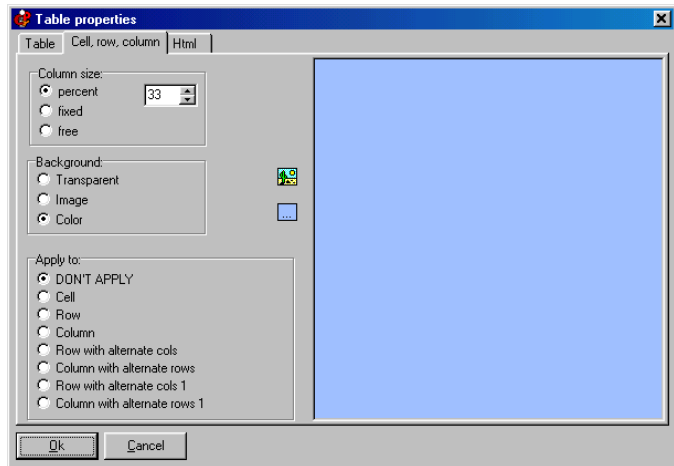 Table properties
Table
Cell, row, column
Html
Column size:
percent
33
fixed
free
Background:
Transparent
Image
Color
...
Apply to:
DON'T APPLY
Cell
Row
Column
Row with alternate cols
Column with alternate rows
Row with alternate cols 1
Column with alternate rows 1
Ok
Cancel